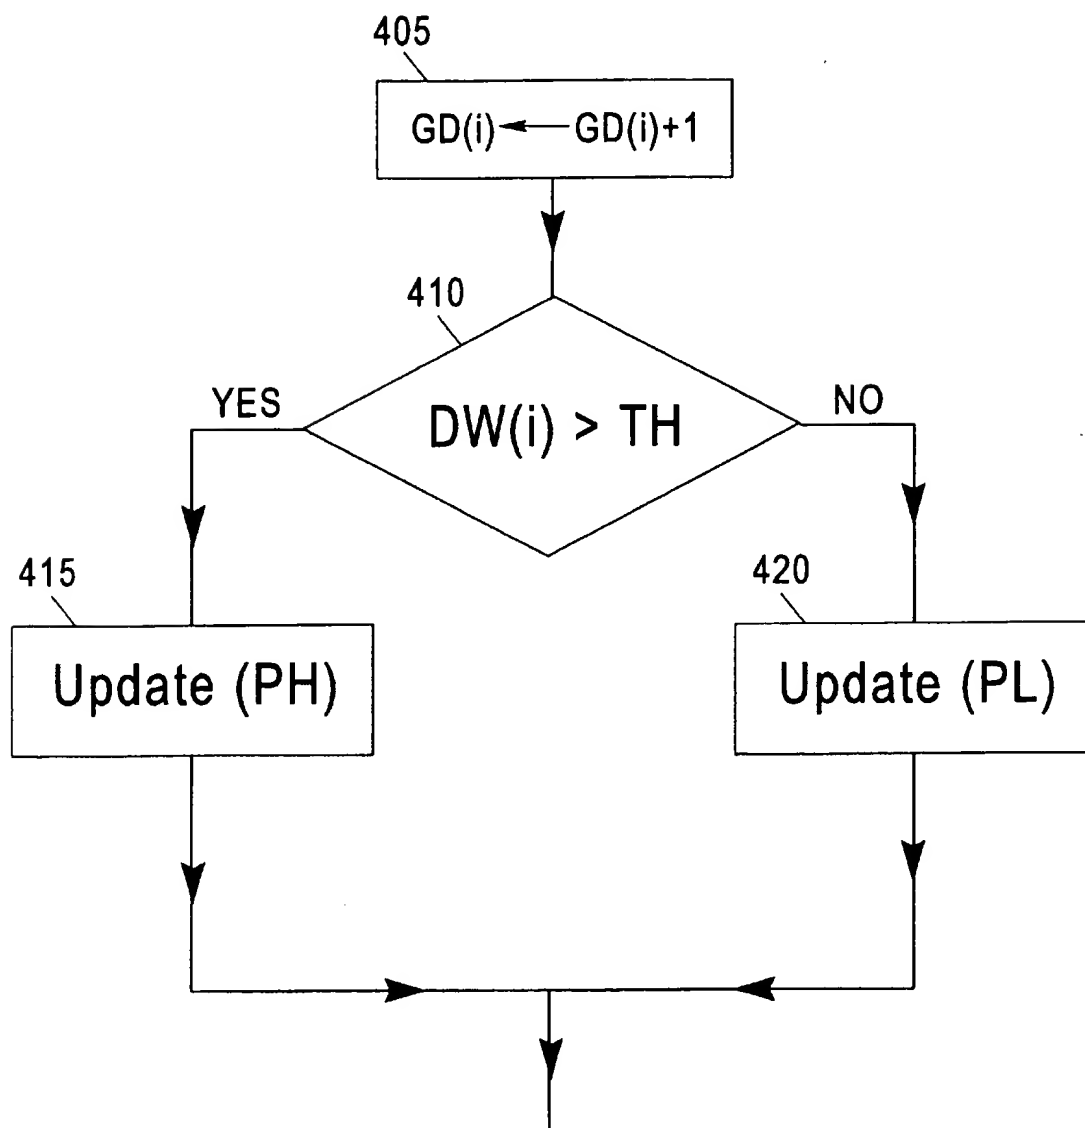 405
GD(i)←GD(i)+1
410
YES
DW(i) > TH
NO
415
Update (PH)
420
Update (PL)